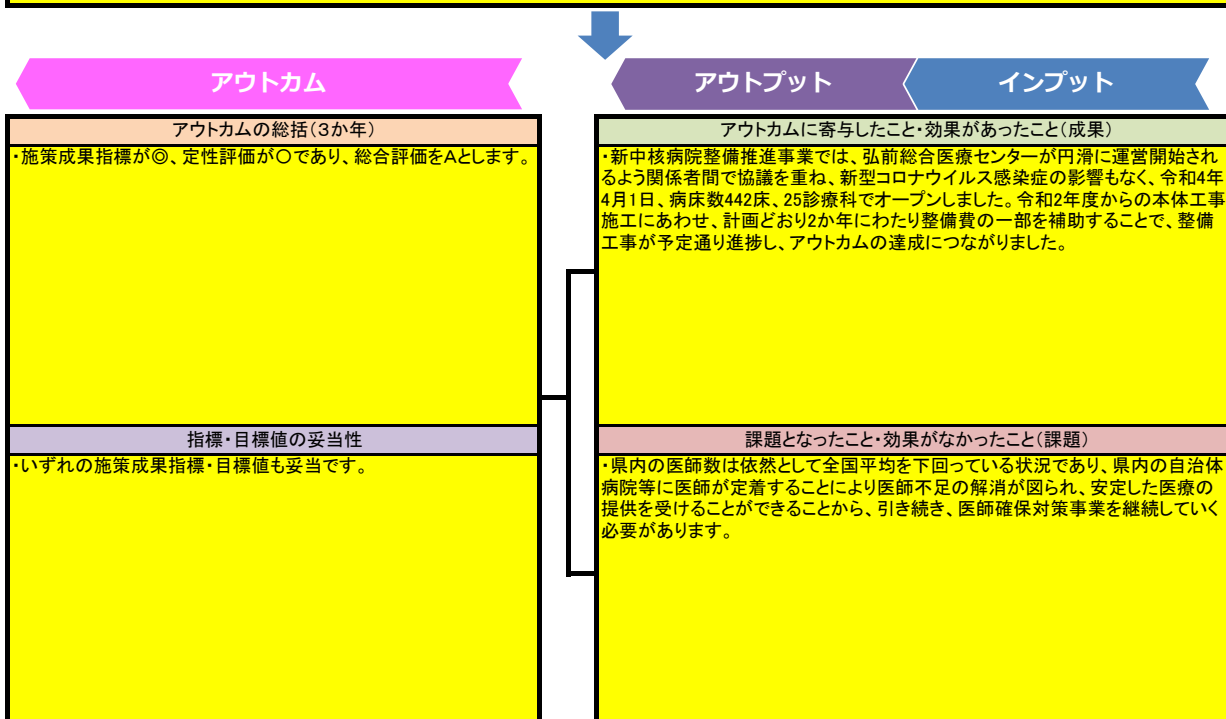 アウトカム
アウトプット
インプット
アウトカムの総括(3か年)
・施策成果指標が◎、定性評価が〇であり、総合評価をAとします。
指標・目標値の妥当性
・いずれの施策成果指標・目標値も妥当です。
アウトカムに寄与したこと・効果があったこと(成果)
・新中核病院整備推進事業では、弘前総合医療センターが円滑に運営開始され
るよう関係者間で協議を重ね、新型コロナウイルス感染症の影響もなく、令和4年
4月1日、病床数442床、25診療科でオープンしました。令和2年度からの本体工事
施工にあわせ、計画どおり2か年にわたり整備費の一部を補助することで、整備
工事が予定通り進捗し、アウトカムの達成につながりました。
課題となったこと・効果がなかったこと(課題)
・県内の医師数は依然として全国平均を下回っている状況であり、県内の自治体
病院等に医師が定着することにより医師不足の解消が図られ、安定した医療の
提供を受けることができることから、引き続き、医師確保対策事業を継続していく
必要があります。